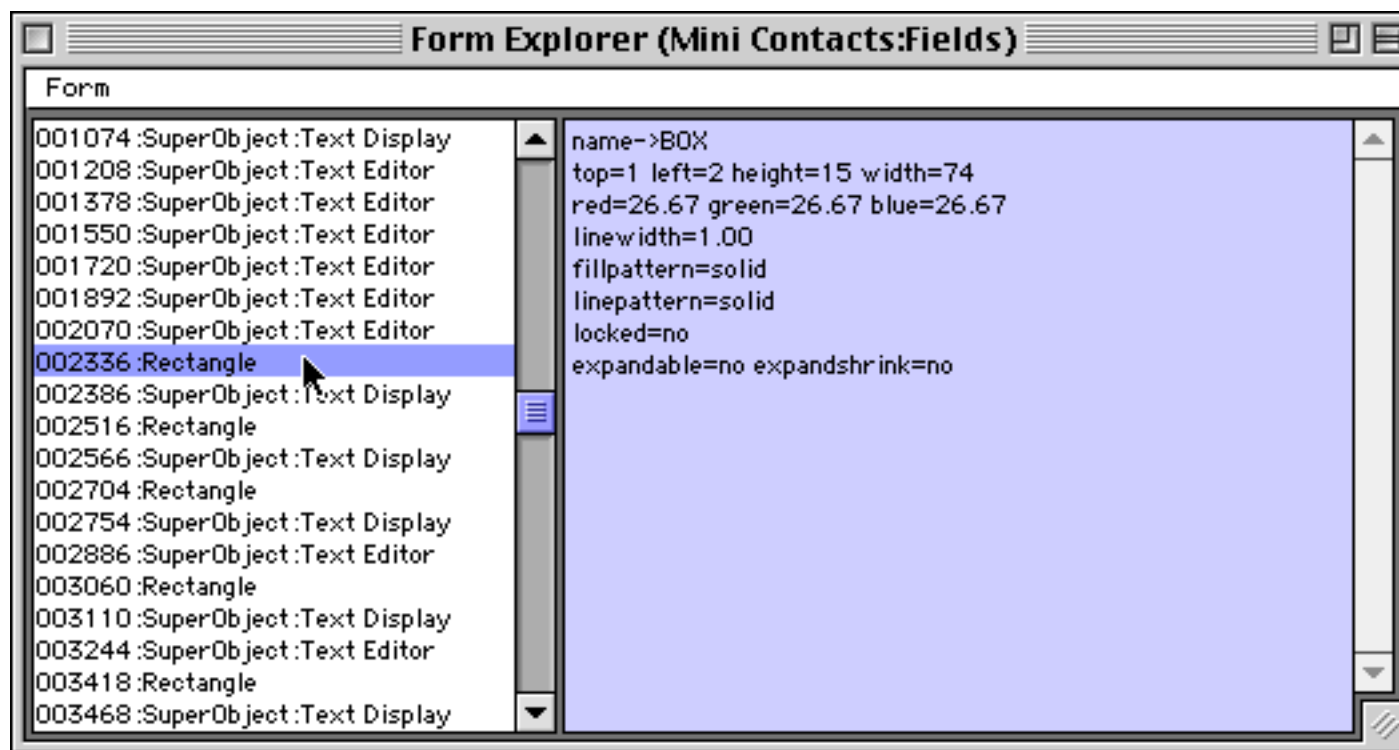 Form Explorer (Mini Contacts:Fields)
Form
001074 :SuperObject :Text Display
001208 :SuperObject :Text Editor
001378 :SuperObject :Text Editor
001550 :SuperObject :Text Editor
001720 :SuperObject :Text Editor
001892 :SuperObject :Text Editor
002070 :SuperObject :Text Editor
002336 :Rectangle
002386 :SuperObject :Text Display
002516 :Rectangle
002566 :SuperObject :Text Display
002704 :Rectangle
002754 :SuperObject :Text Display
002886 :SuperObject :Text Editor
003060 :Rectangle
003110 :SuperObject :Text Display
003244 :SuperObject :Text Editor
003418 :Rectangle
003468 :SuperObject :Text Display
name->BOX
top=1 left=2 height=15 width=74
red=26.67 green=26.67 blue=26.67
linewidth=1.00
fillpattern=solid
linepattern=solid
locked=no
expandable=no expandshrink=no